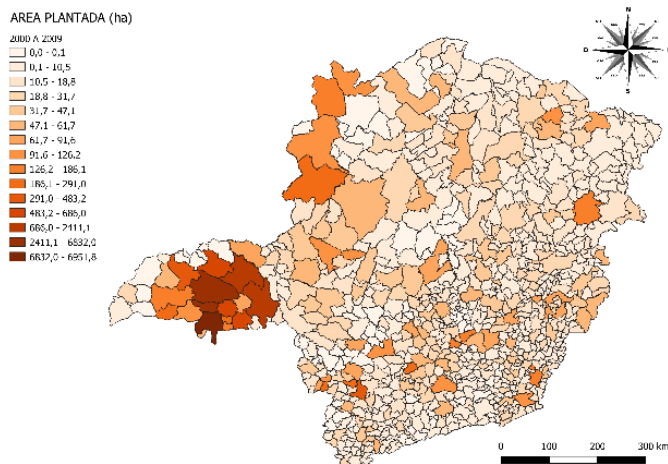 AREA PLANTADA (ha)
2000 A 2009
0,0 - 0,1
0,1 - 10,5
10,5 - 18,8
18,8 - 31,7
31,7 - 47,1
47,1 - 61,7
61,7 - 91,6
91,6 - 126,2
126,2 - 186,1
186,1 - 291,0
291,0 - 483,2
483,2 - 686,0
686,0 - 2411,1
2411,1 - 6832,0
6832,0 - 6951,8
N
S
0 100 200 300 km